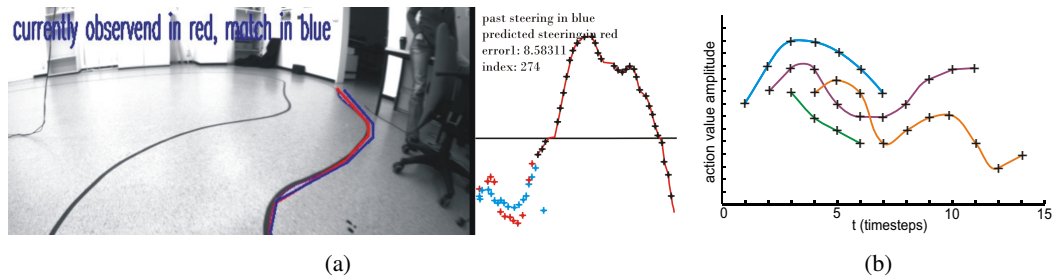 currently observend in red, match in blue
past steering in blue
predicted steering in red
error1: 8.58311
index: 274
(a)
action value amplitude
0 5 10 15
t (timesteps)
(b)